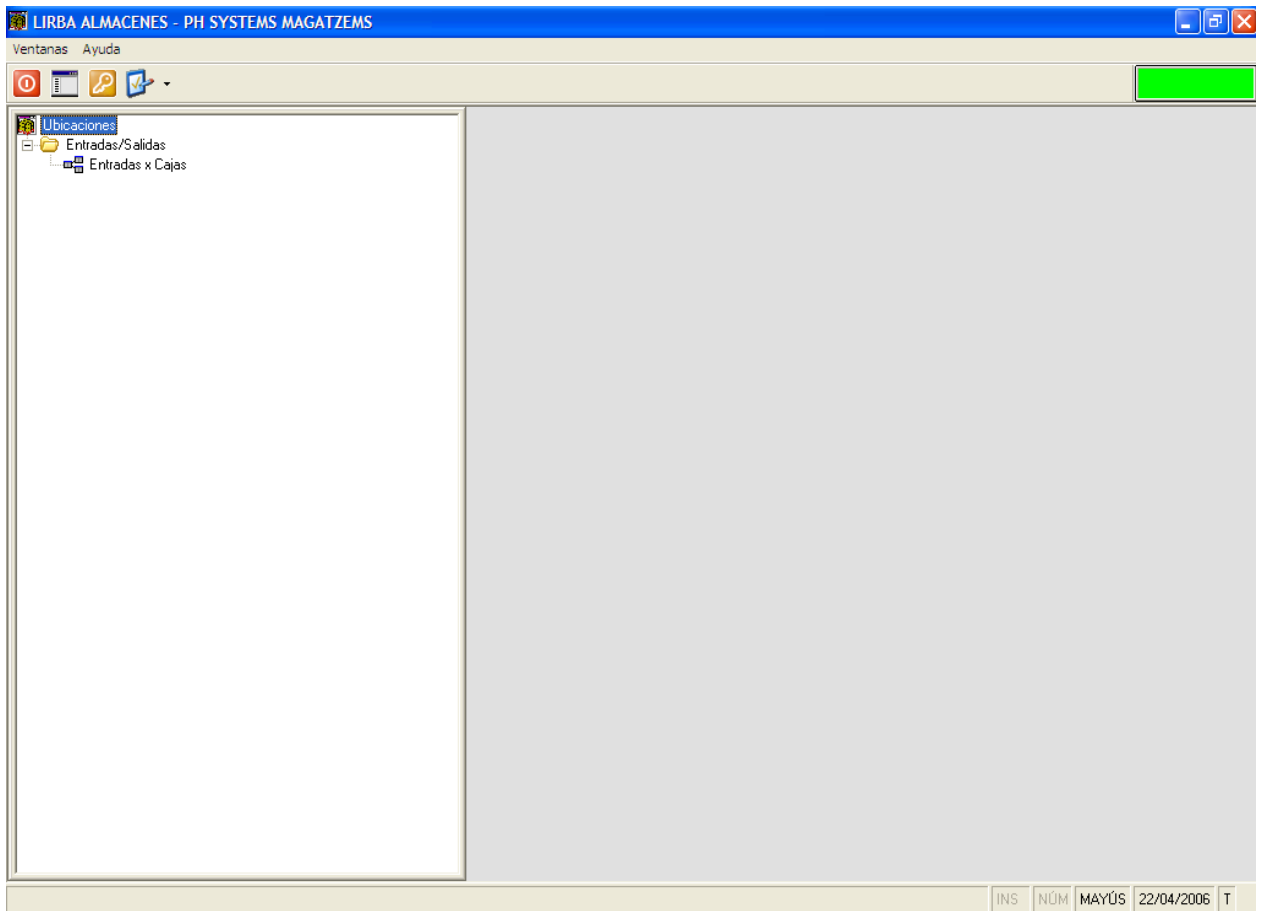 LIRBA ALMACENES - PH SYSTEMS MAGATZEMS
Ventanas Ayuda
Ubicaciones
Entradas/Salidas
Entradas x Cajas
INS NÚM MAYÚS 22/04/2006 T